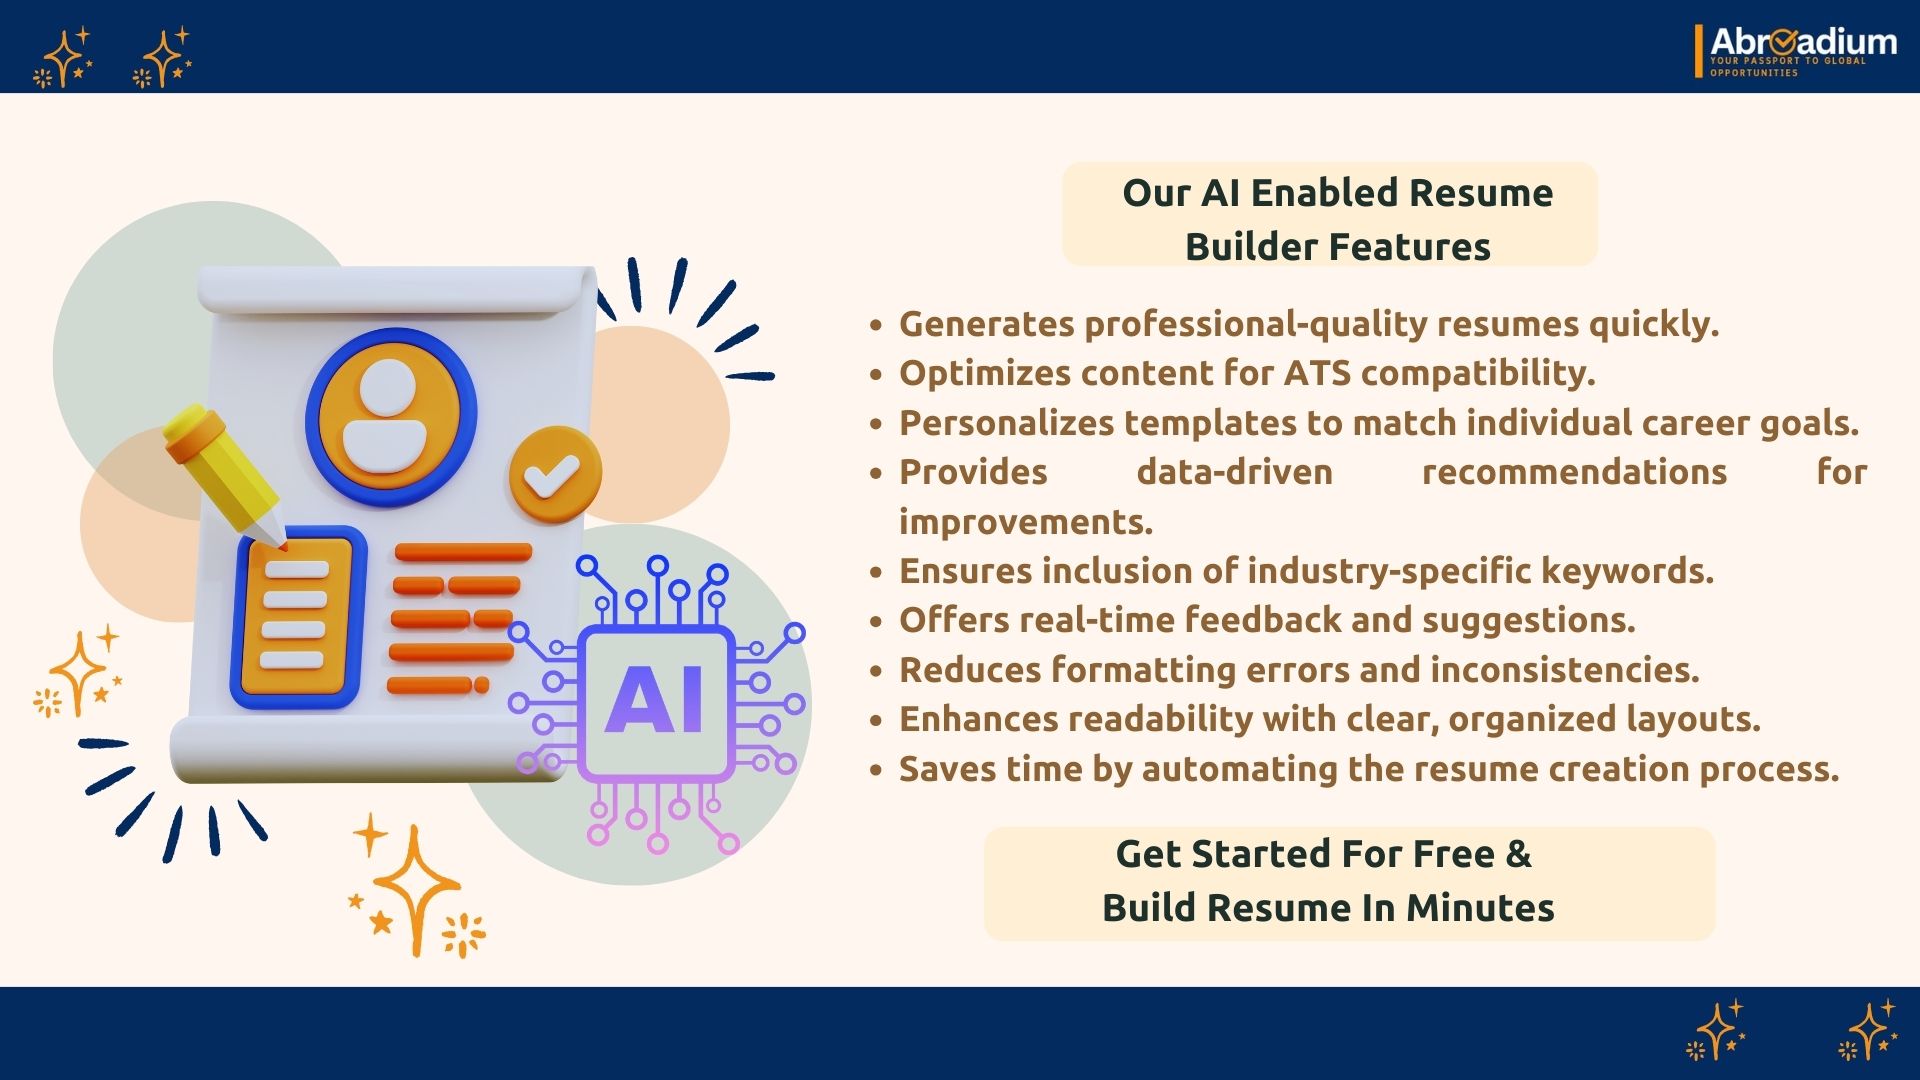 Abroadium
YOUR PASSPORT TO GLOBAL
OPPORTUNITIES
Our AI Enabled Resume
Builder Features
• Generates professional-quality resumes quickly.
• Optimizes content for ATS compatibility.
• Personalizes templates to match individual career goals.
• Provides data-driven recommendations for
improvements.
• Ensures inclusion of industry-specific keywords.
• Offers real-time feedback and suggestions.
• Reduces formatting errors and inconsistencies.
• Enhances readability with clear, organized layouts.
• Saves time by automating the resume creation process.
AI
Get Started For Free &
Build Resume In Minutes